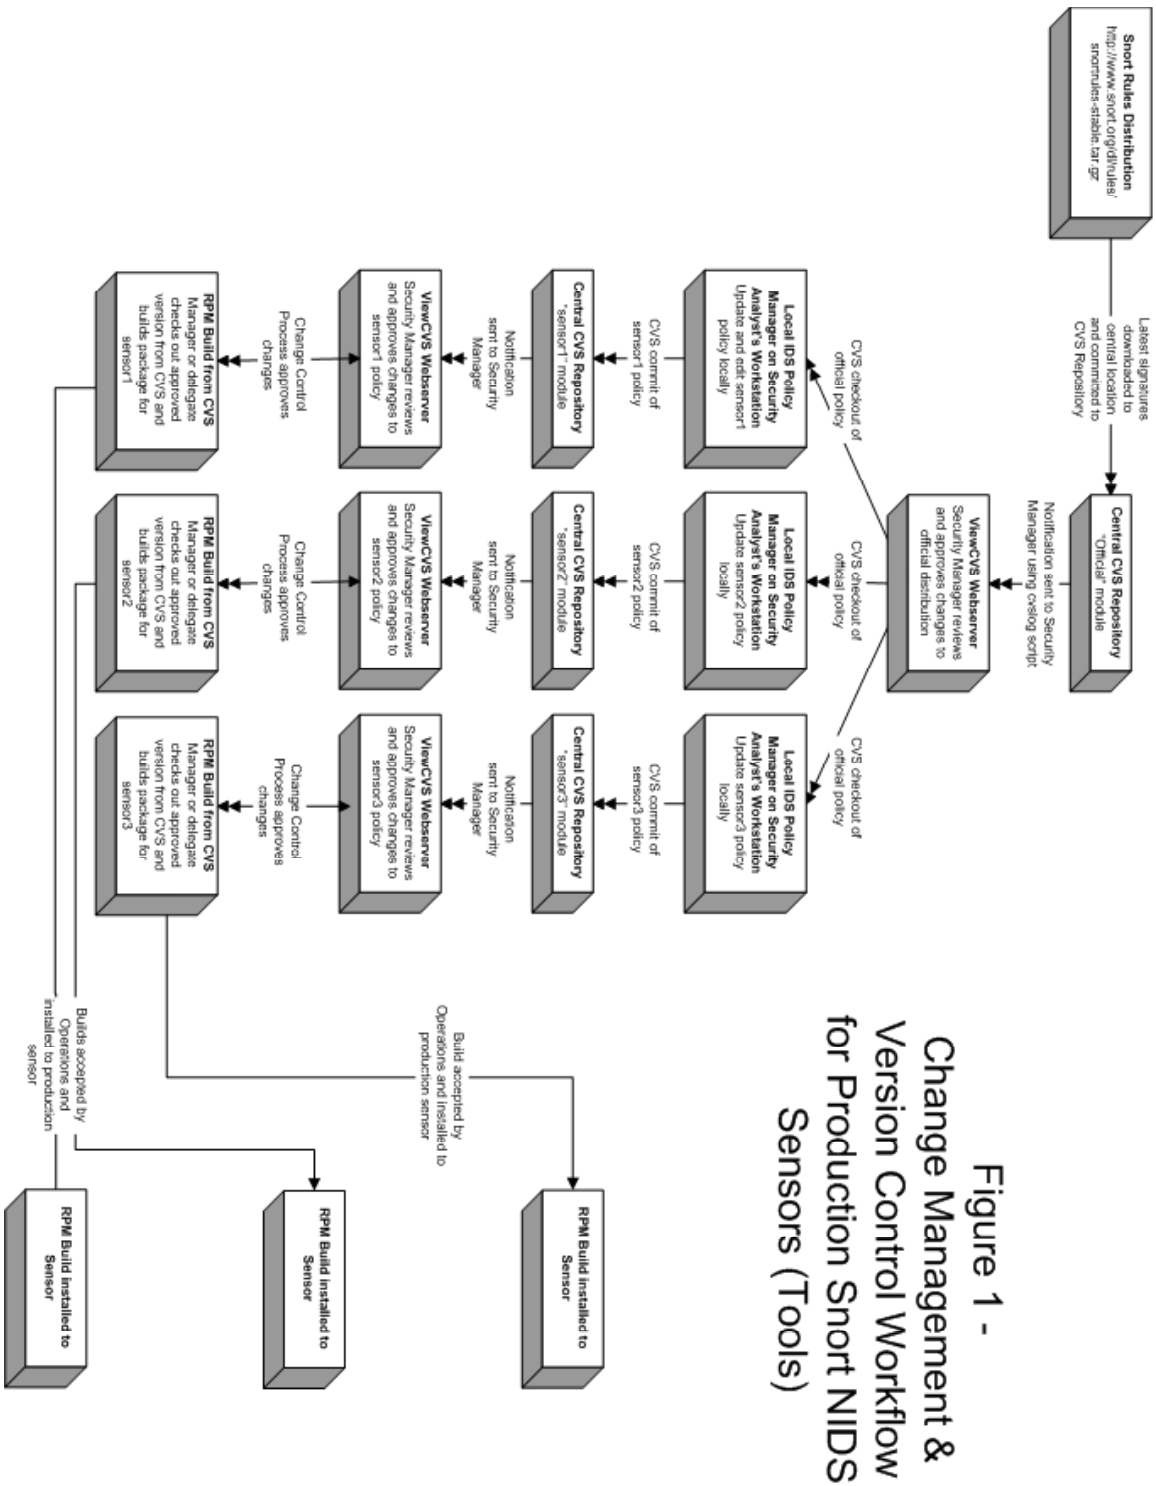 Snort Rules Distribution
http://www.snort.org/dl/rules/
snortrules-stable.tar.gz
Latest signatures
downloaded to
central location
and committed to
CVS Repository
Central CVS Repository
"Official" module
Notification sent to Security
Manager using cvslog script
ViewCVS Webserver
Security Manager reviews
and approves changes to
official distribution
CVS checkout of
official policy
CVS checkout of
official policy
CVS checkout of
official policy
Local IDS Policy
Manager on Security
Analyst's Workstation
Update and edit sensor1
policy locally
Local IDS Policy
Manager on Security
Analyst's Workstation
Update sensor2 policy
locally
Local IDS Policy
Manager on Security
Analyst's Workstation
Update sensor3 policy
locally
CVS commit of
sensor1 policy
CVS commit of
sensor2 policy
CVS commit of
sensor3 policy
Central CVS Repository
"sensor1" module
Central CVS Repository
"sensor2" module
Central CVS Repository
"sensor3" module
Notification
sent to Security
Manager
Notification
sent to Security
Manager
Notification
sent to Security
Manager
ViewCVS Webserver
Security Manager reviews
and approves changes to
sensor1 policy
ViewCVS Webserver
Security Manager reviews
and approves changes to
sensor2 policy
ViewCVS Webserver
Security Manager reviews
and approves changes to
sensor3 policy
Change Control
Process approves
changes
Change Control
Process approves
changes
Change Control
Process approves
changes
RPM Build from CVS
Manager or delegate
checks out approved
version from CVS and
builds package for
sensor1
RPM Build from CVS
Manager or delegate
checks out approved
version from CVS and
builds package for
sensor2
RPM Build from CVS
Manager or delegate
checks out approved
version from CVS and
builds package for
sensor3
Build accepted by
Operations and installed to
production sensor
Builds accepted by
Operations and
installed to production
sensor
RPM Build installed to
Sensor
RPM Build installed to
Sensor
RPM Build installed to
Sensor
Figure 1 -
Change Management &
Version Control Workflow
for Production Snort NIDS
Sensors (Tools)